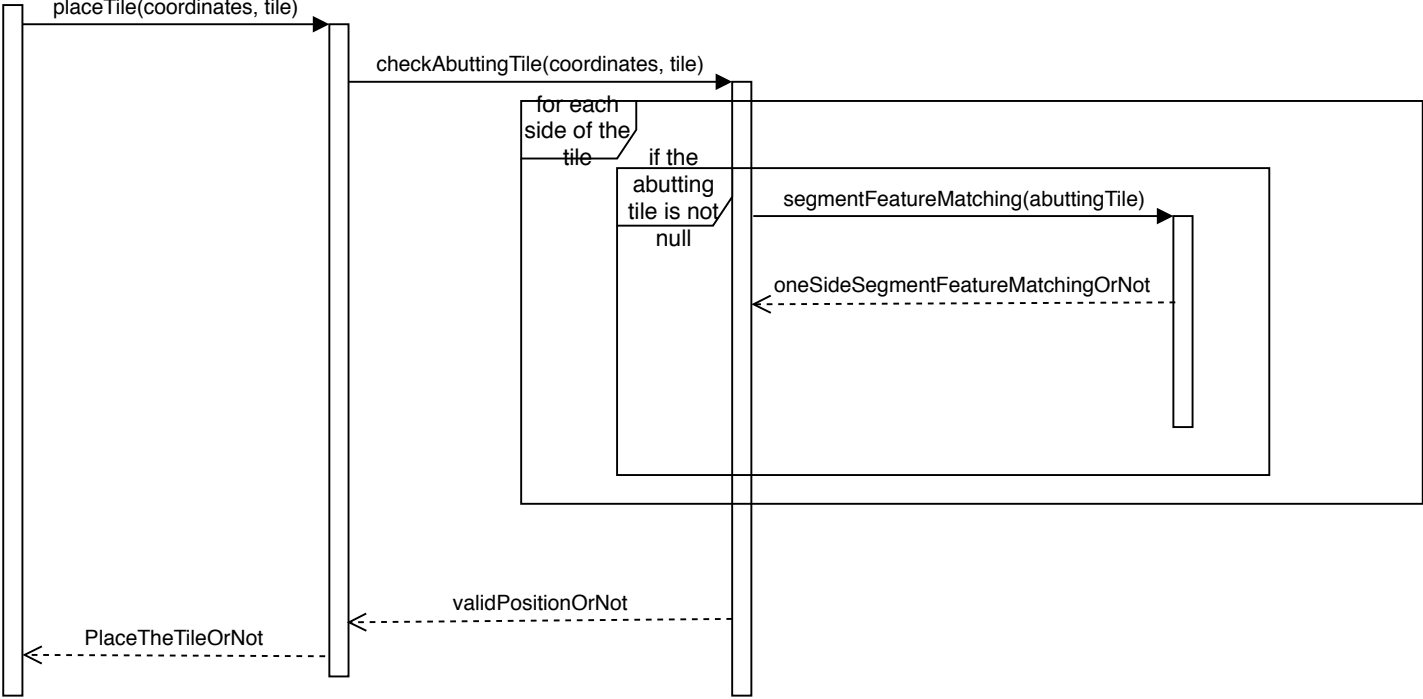 placeTile(coordinates, tile)
checkAbuttingTile(coordinates, tile)
for each
side of the
tile
if the
abutting
tile is not
null
segmentFeatureMatching(abuttingTile)
oneSideSegmentFeatureMatchingOrNot
validPositionOrNot
PlaceTheTileOrNot